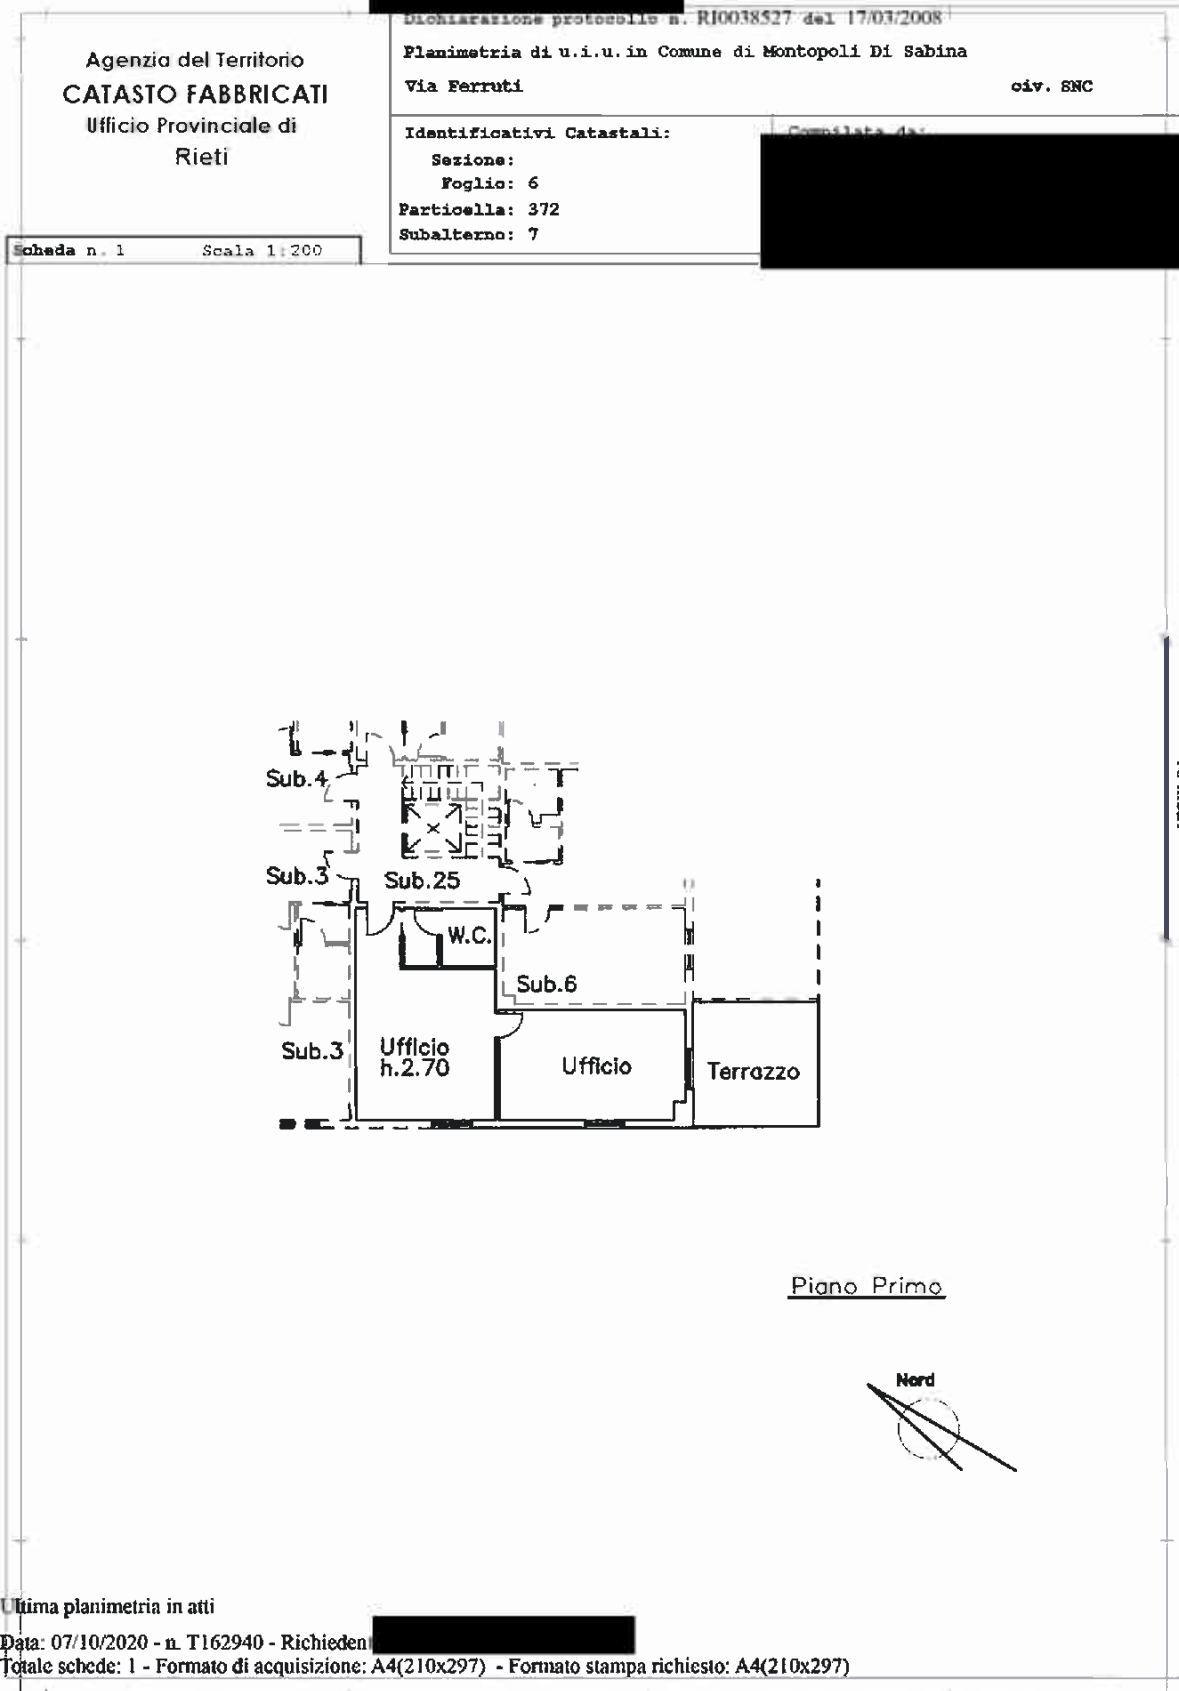 Dichiarazione protocollo n. RI0038527 del 17/03/2008
Agenzia del Territorio
CATASTO FABBRICATI
Ufficio Provinciale di
Rieti
Planimetria di u.i.u. in Comune di Montopoli Di Sabina
Via Ferruti civ. SNC
Identificativi Catastali:
Sezione:
Foglio: 6
Particella: 372
Subalterno: 7
Compilata da:
Scheda n. 1 Scala 1:200
Sub.4
Sub.3
Sub.25
W.C.
Sub.6
Sub.3
Ufficio
h.2.70
Ufficio
Terrazzo
Piano Primo
Nord
Ultima planimetria in atti
Data: 07/10/2020 - n. T162940 - Richieden
Totale schede: 1 - Formato di acquisizione: A4(210x297) - Formato stampa richiesto: A4(210x297)